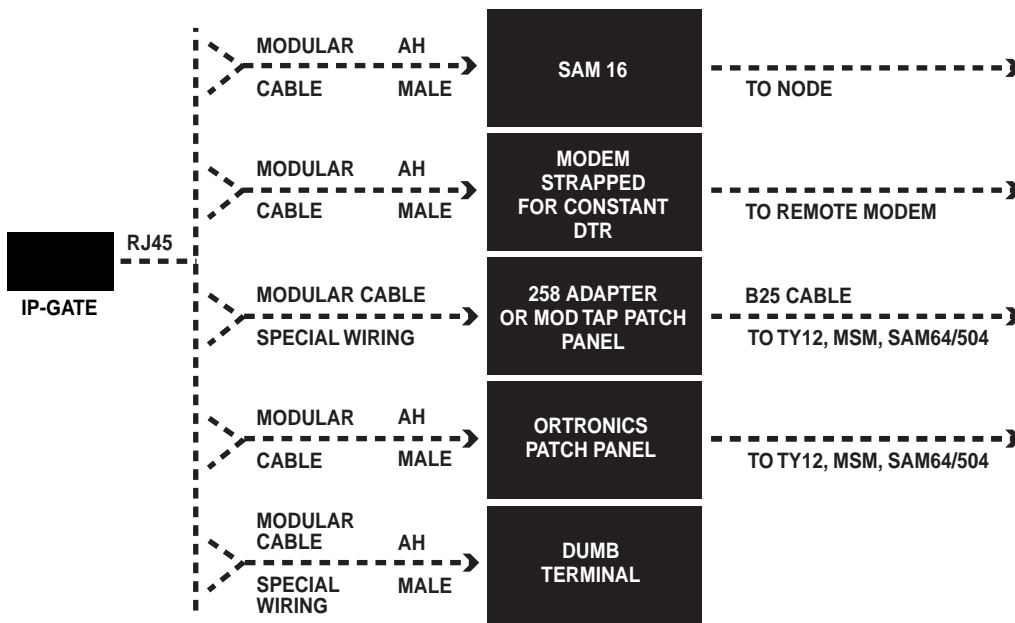 MODULAR AH
CABLE MALE
SAM 16
TO NODE
MODULAR AH
CABLE MALE
MODEM
STRAPPED
FOR CONSTANT
DTR
TO REMOTE MODEM
RJ45
IP-GATE
MODULAR CABLE
SPECIAL WIRING
258 ADAPTER
OR MOD TAP PATCH
PANEL
B25 CABLE
TO TY12, MSM, SAM64/504
MODULAR AH
CABLE MALE
ORTRONICS
PATCH PANEL
TO TY12, MSM, SAM64/504
MODULAR
CABLE AH
SPECIAL MALE
WIRING
DUMB
TERMINAL